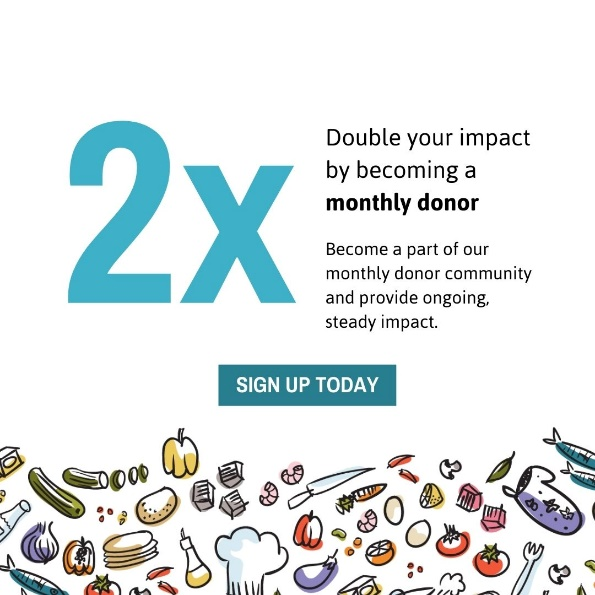 2x
Double your impact
by becoming a
monthly donor
Become a part of our
monthly donor community
and provide ongoing,
steady impact.
SIGN UP TODAY